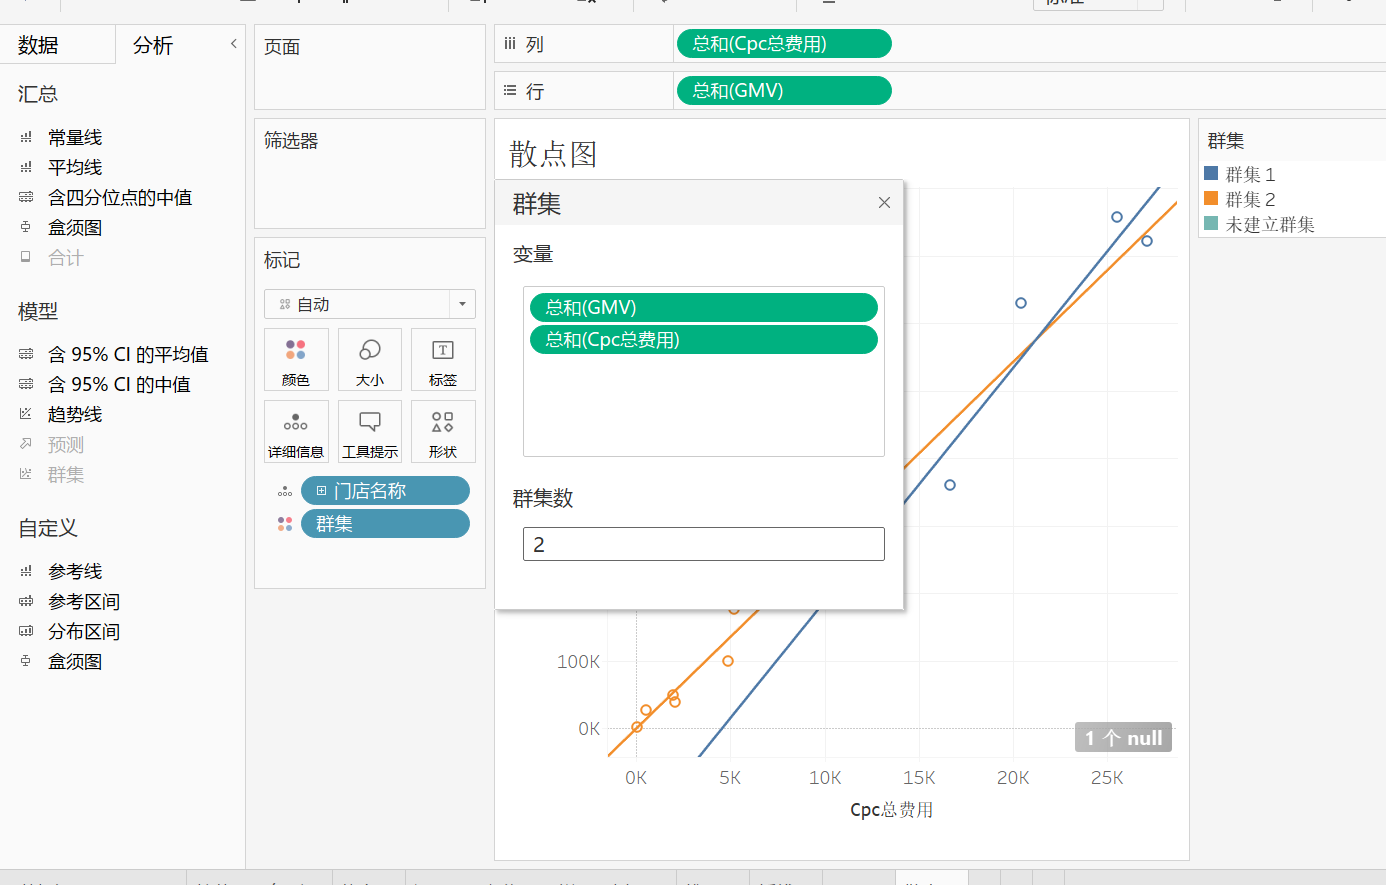 数据
分析
汇总
常量线
平均线
含四分位点的中值
盒须图
合计
模型
含 95% CI 的平均值
含 95% CI 的中值
趋势线
预测
群集
自定义
参考线
参考区间
分布区间
盒须图
页面
筛选器
标记
自动
颜色
大小
标签
详细信息
工具提示
形状
门店名称
群集
列
总和(Cpc总费用)
行
总和(GMV)
散点图
群集
变量
总和(GMV)
总和(Cpc总费用)
群集数
2
100K
0K
0K
5K
10K
15K
20K
25K
Cpc总费用
1 个 null
群集
群集 1
群集 2
未建立群集